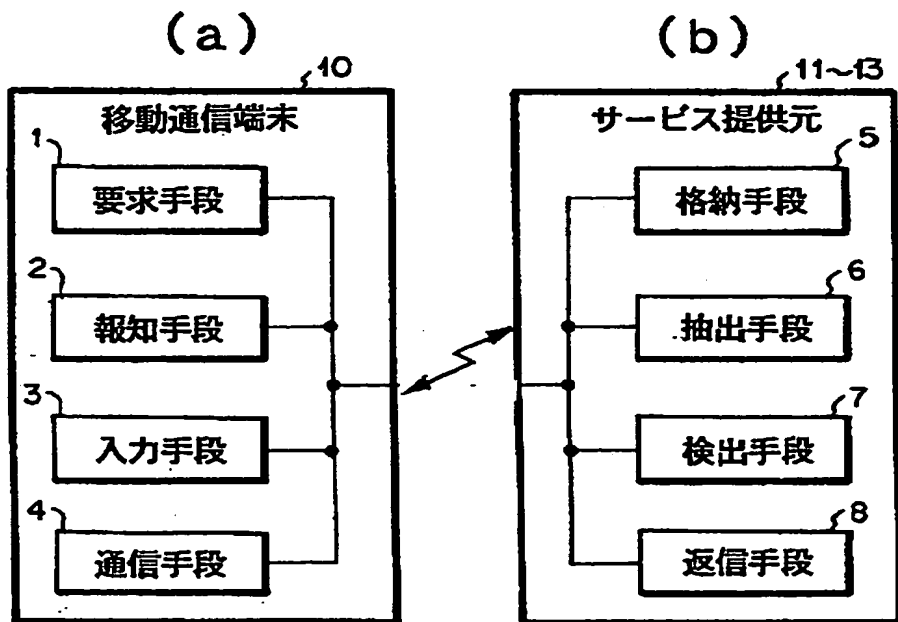 (a)
10
移動通信端末
1
要求手段
2
報知手段
3
入力手段
4
通信手段
(b)
11~13
サービス提供元
5
格納手段
6
抽出手段
7
検出手段
8
返信手段